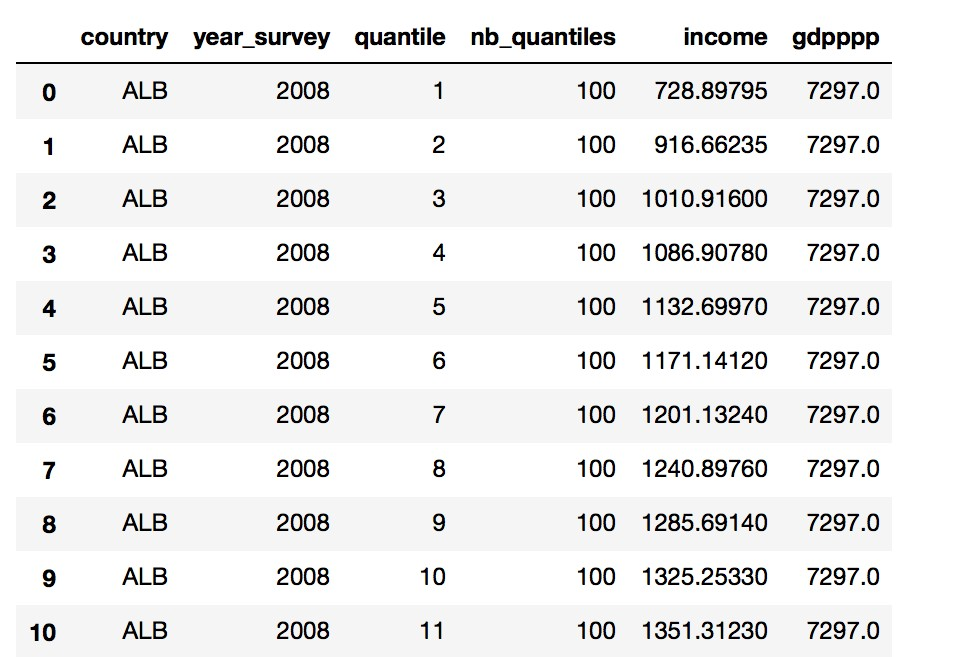 country year_survey quantile nb_quantiles income gdpppp
0 ALB 2008 1 100 728.89795 7297.0
1 ALB 2008 2 100 916.66235 7297.0
2 ALB 2008 3 100 1010.91600 7297.0
3 ALB 2008 4 100 1086.90780 7297.0
4 ALB 2008 5 100 1132.69970 7297.0
5 ALB 2008 6 100 1171.14120 7297.0
6 ALB 2008 7 100 1201.13240 7297.0
7 ALB 2008 8 100 1240.89760 7297.0
8 ALB 2008 9 100 1285.69140 7297.0
9 ALB 2008 10 100 1325.25330 7297.0
10 ALB 2008 11 100 1351.31230 7297.0